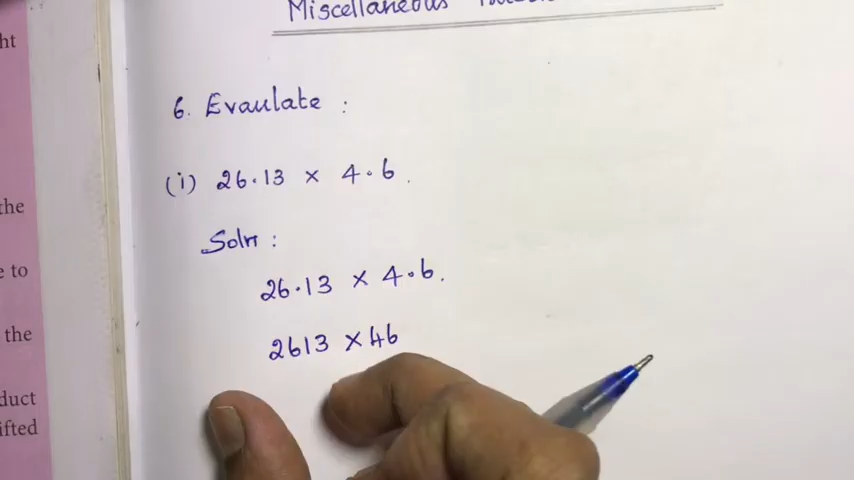 ht
the
e to
the
duct
ifted
Miscellaneous
6. Evaulate :
(i) 26.13 × 4.6.
Soln :
26.13 × 4.6.
2613 × 46